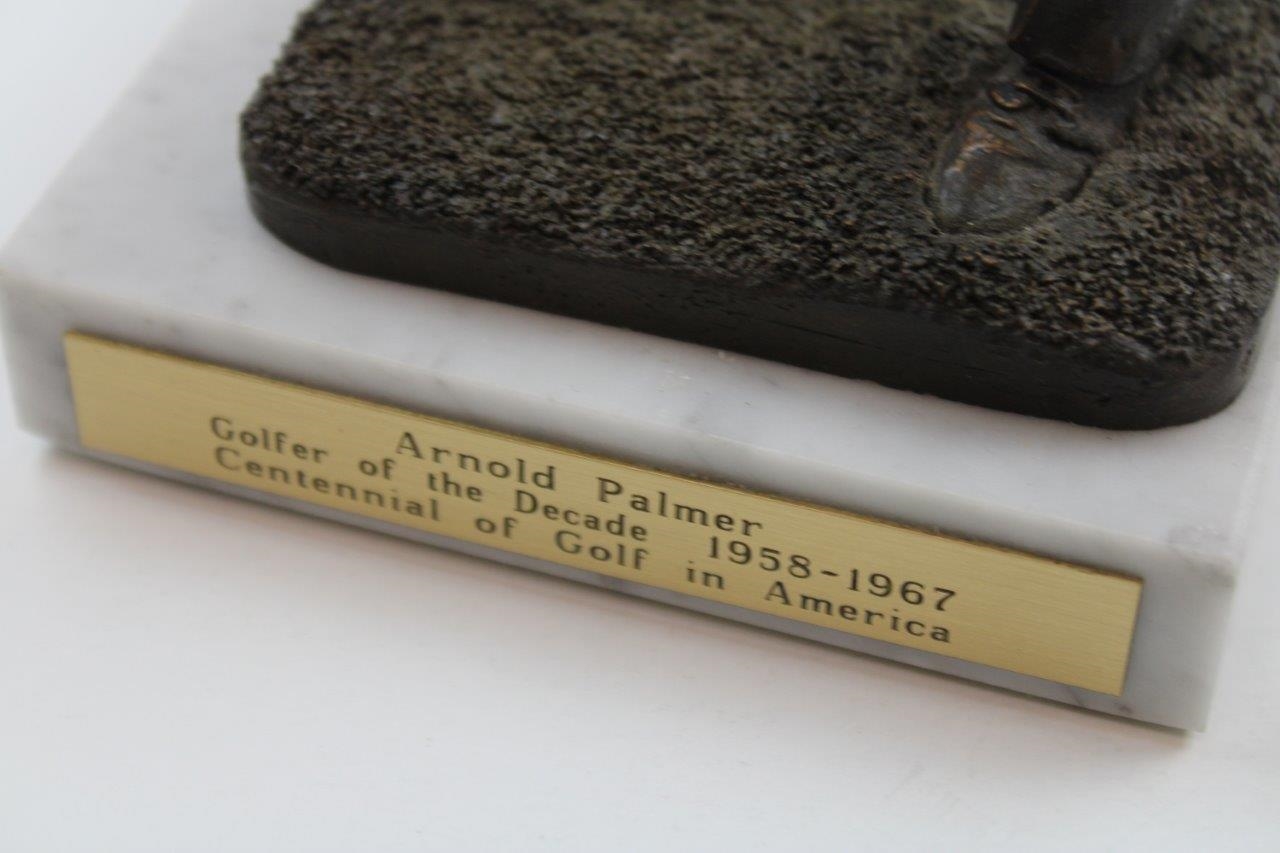 Arnold Palmer
Golfer of the Decade 1958-1967
Centennial of Golf in America